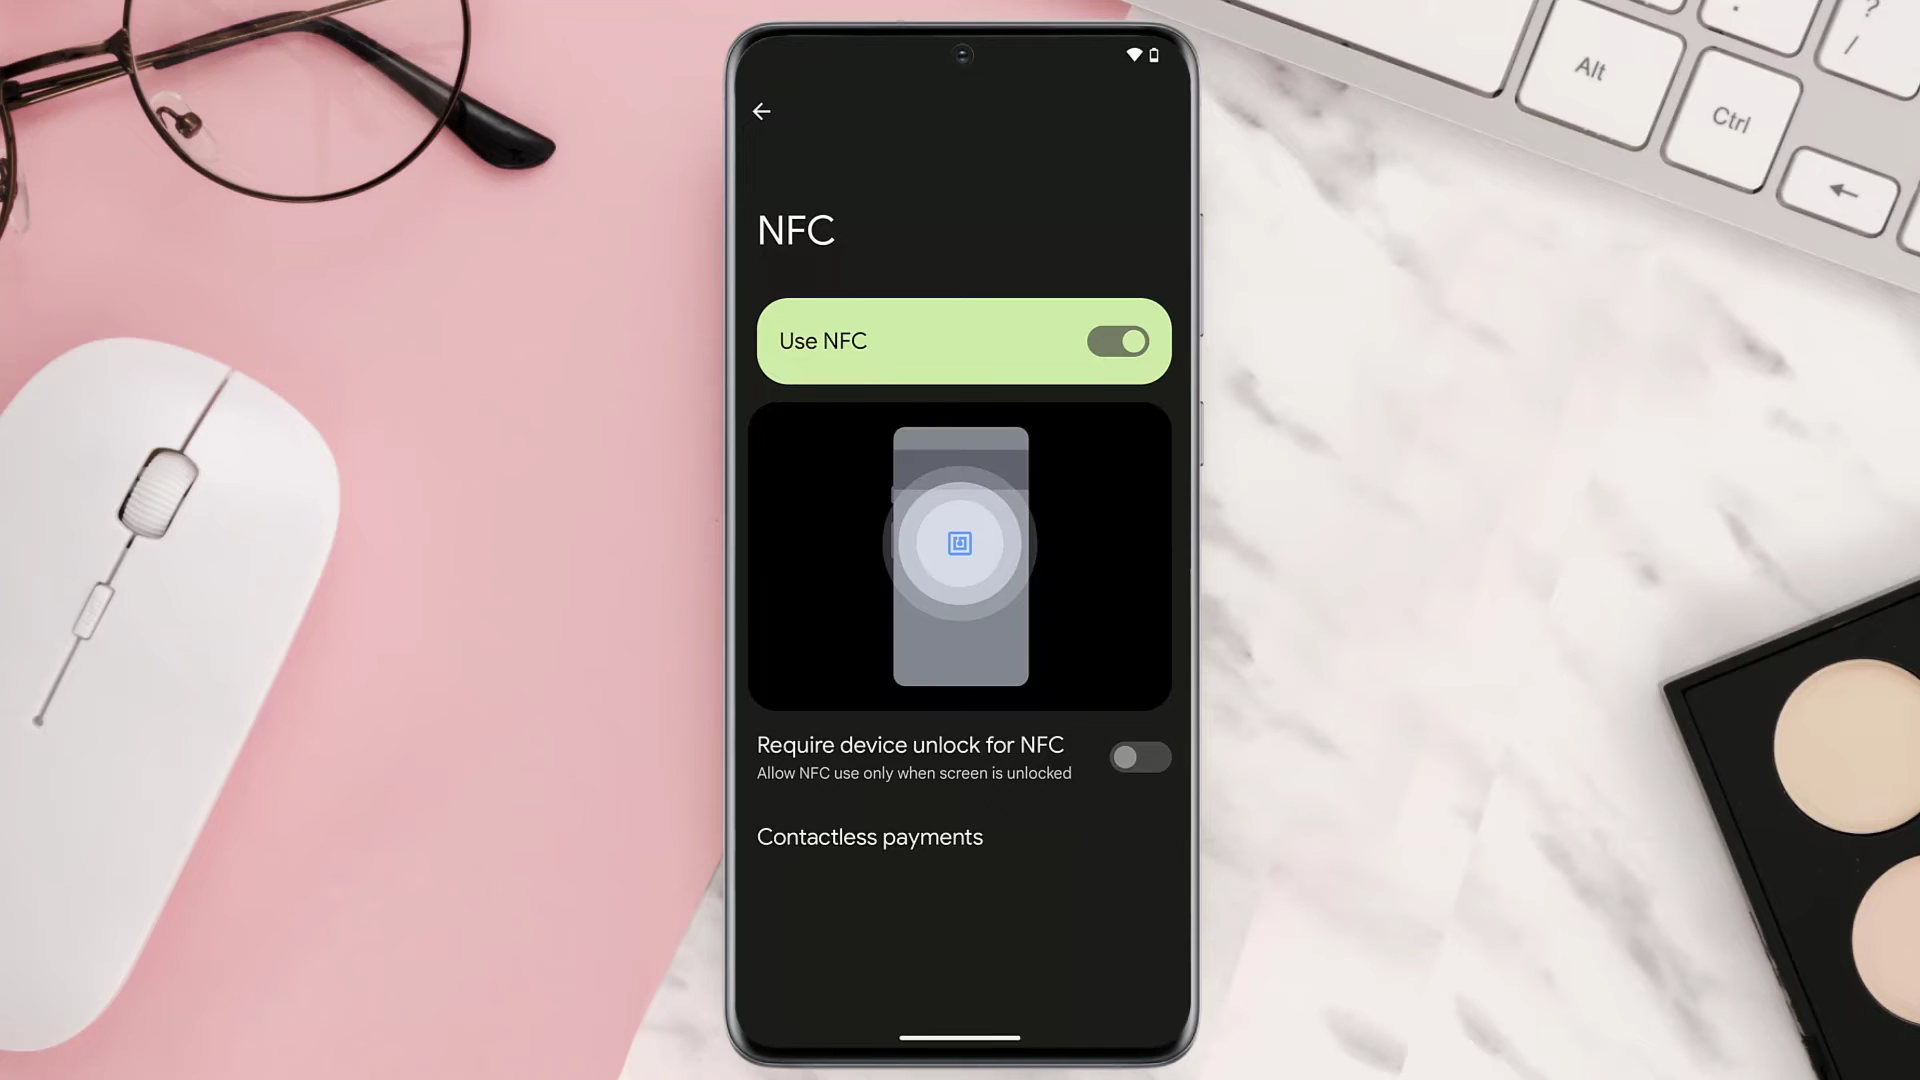 NFC
Use NFC
Require device unlock for NFC
Allow NFC use only when screen is unlocked
Contactless payments
Alt
Ctrl
?
/